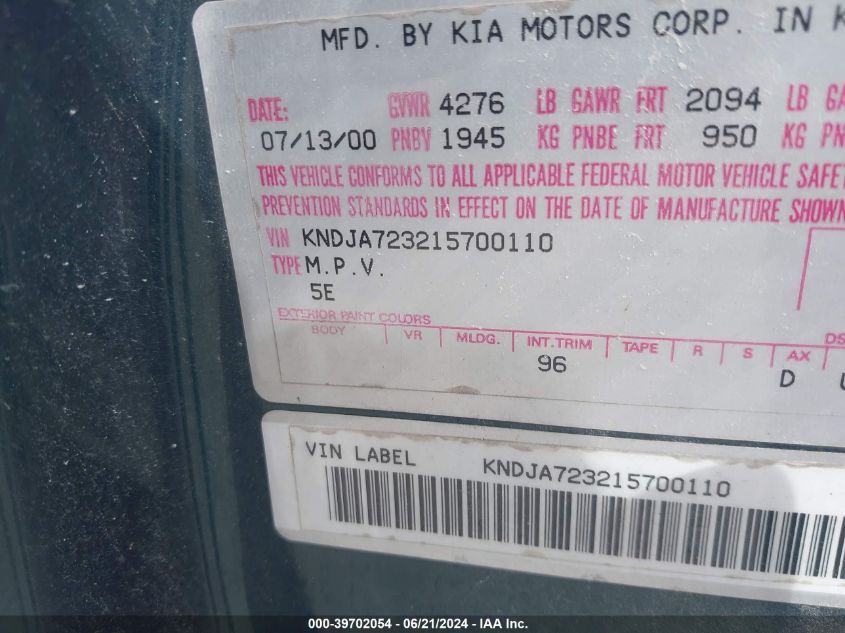 MFD. BY KIA MOTORS CORP. IN
DATE: GVWR 4276 LB GAWR FRT 2094 LB
07/13/00 PNBV 1945 KG PNBE FRT 950 KG
THIS VEHICLE CONFORMS TO ALL APPLICABLE FEDERAL MOTOR VEHICLE
PREVENTION STANDARDS IN EFFECT ON THE DATE OF MANUFACTURE SHOWN
VIN KNDJA723215700110
TYPE M.P.V.
5E
EXTERIOR PAINT COLORS
BODY VR MLDG. INT.TRIM TAPE R S AX
96 D
VIN LABEL KNDJA723215700110
000-39702054 - 06/21/2024 - IAA Inc.